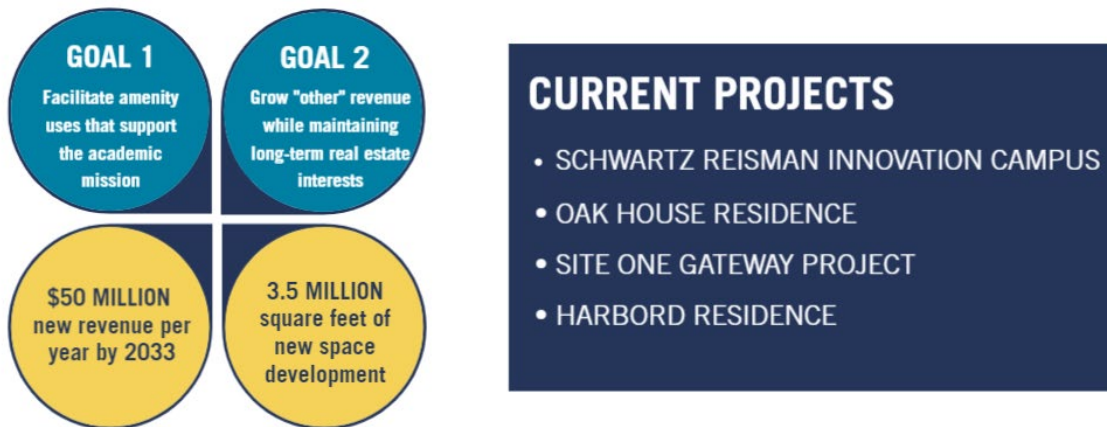 GOAL 1
Facilitate amenity
uses that support
the academic
mission
GOAL 2
Grow "other" revenue
while maintaining
long-term real estate
interests
$50 MILLION
new revenue per
year by 2033
3.5 MILLION
square feet of
new space
development
CURRENT PROJECTS
• SCHWARTZ REISMAN INNOVATION CAMPUS
• OAK HOUSE RESIDENCE
• SITE ONE GATEWAY PROJECT
• HARBORD RESIDENCE